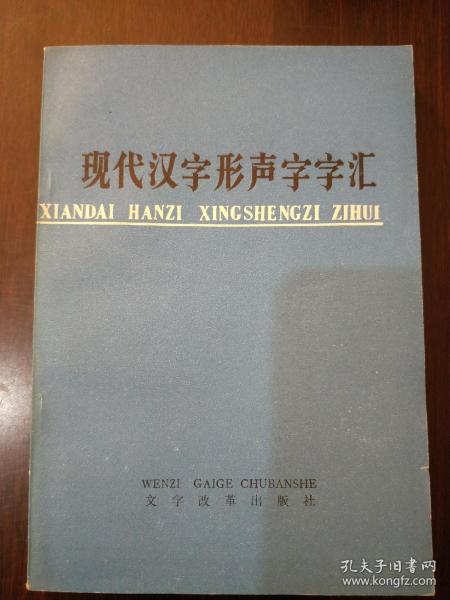 现代汉字形声字字汇
XIANDAI HANZI XINGSHENGZI ZIHUI
WENZI GAIGE CHUBANSHE
文字改革出版社
孔夫子旧书网
www.kongfz.com